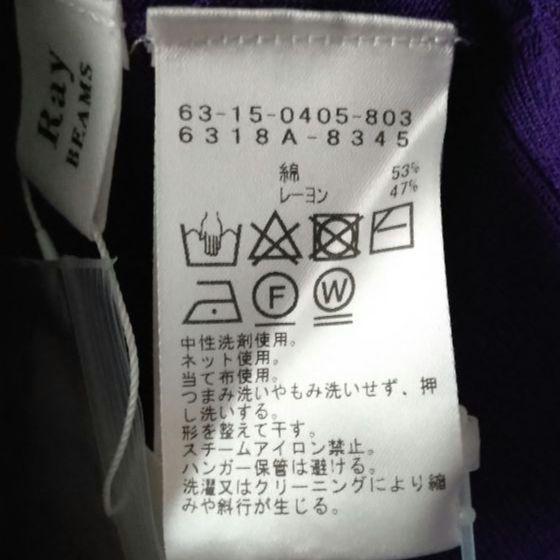 Ray
BEAMS
63-15-0405-803
6318A-8345
綿 53%
レーヨン 47%
F
W
中性洗剤使用。
ネット使用。
当て布使用。
つまみ洗いやもみ洗いせず、押
し洗いする。
形を整えて干す。
スチームアイロン禁止。
ハンガー保管は避ける。
洗濯又はクリーニングにより縮
みや斜行が生じる。